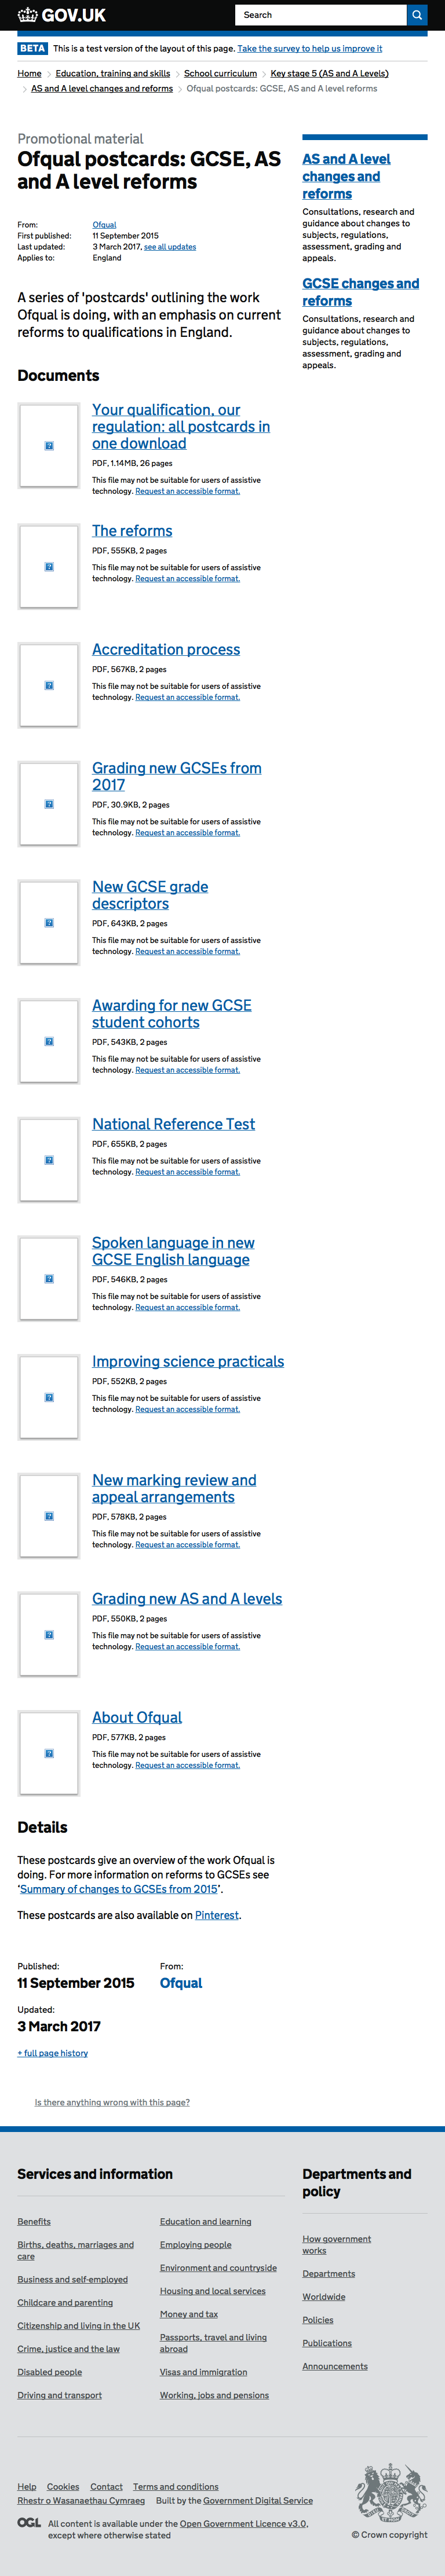 GOV.UK
Search
BETA This is a test version of the layout of this page. Take the survey to help us improve it
Home Education, training and skills School curriculum Key stage 5 (AS and A Levels)
AS and A level changes and reforms Ofqual postcards: GCSE, AS and A level reforms
Promotional material
Ofqual postcards: GCSE, AS
and A level reforms
From: Ofqual
First published: 11 September 2015
Last updated: 3 March 2017, see all updates
Applies to: England
A series of 'postcards' outlining the work
Ofqual is doing, with an emphasis on current
reforms to qualifications in England.
AS and A level
changes and
reforms
Consultations, research and
guidance about changes to
subjects, regulations,
assessment, grading and
appeals.
GCSE changes and
reforms
Consultations, research and
guidance about changes to
subjects, regulations,
assessment, grading and
appeals.
Documents
Your qualification, our
regulation: all postcards in
one download
PDF, 1.14MB, 26 pages
This file may not be suitable for users of assistive
technology. Request an accessible format.
The reforms
PDF, 555KB, 2 pages
This file may not be suitable for users of assistive
technology. Request an accessible format.
Accreditation process
PDF, 567KB, 2 pages
This file may not be suitable for users of assistive
technology. Request an accessible format.
Grading new GCSEs from
2017
PDF, 30.9KB, 2 pages
This file may not be suitable for users of assistive
technology. Request an accessible format.
New GCSE grade
descriptors
PDF, 643KB, 2 pages
This file may not be suitable for users of assistive
technology. Request an accessible format.
Awarding for new GCSE
student cohorts
PDF, 543KB, 2 pages
This file may not be suitable for users of assistive
technology. Request an accessible format.
National Reference Test
PDF, 655KB, 2 pages
This file may not be suitable for users of assistive
technology. Request an accessible format.
Spoken language in new
GCSE English language
PDF, 546KB, 2 pages
This file may not be suitable for users of assistive
technology. Request an accessible format.
Improving science practicals
PDF, 552KB, 2 pages
This file may not be suitable for users of assistive
technology. Request an accessible format.
New marking review and
appeal arrangements
PDF, 578KB, 2 pages
This file may not be suitable for users of assistive
technology. Request an accessible format.
Grading new AS and A levels
PDF, 550KB, 2 pages
This file may not be suitable for users of assistive
technology. Request an accessible format.
About Ofqual
PDF, 577KB, 2 pages
This file may not be suitable for users of assistive
technology. Request an accessible format.
Details
These postcards give an overview of the work Ofqual is
doing. For more information on reforms to GCSEs see
‘Summary of changes to GCSEs from 2015’.
These postcards are also available on Pinterest.
Published: From:
11 September 2015 Ofqual
Updated:
3 March 2017
+ full page history
Is there anything wrong with this page?
Services and information
Benefits
Births, deaths, marriages and
care
Business and self-employed
Childcare and parenting
Citizenship and living in the UK
Crime, justice and the law
Disabled people
Driving and transport
Education and learning
Employing people
Environment and countryside
Housing and local services
Money and tax
Passports, travel and living
abroad
Visas and immigration
Working, jobs and pensions
Departments and
policy
How government
works
Departments
Worldwide
Policies
Publications
Announcements
Help Cookies Contact Terms and conditions
Rhestr o Wasanaethau Cymraeg Built by the Government Digital Service
OGL All content is available under the Open Government Licence v3.0,
except where otherwise stated
© Crown copyright